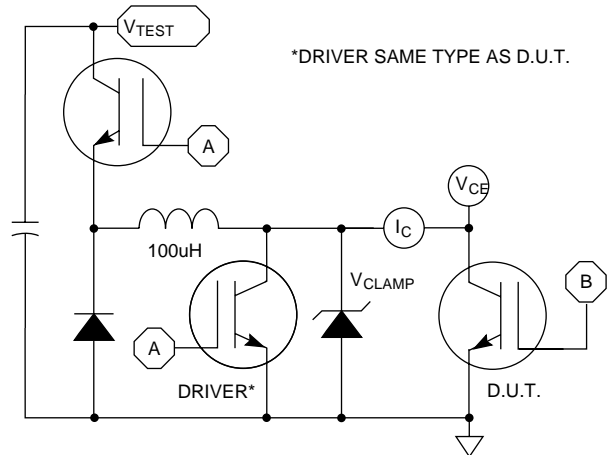 VTEST
*DRIVER SAME TYPE AS D.U.T.
A
VCE
100uH
IC
VCLAMP
B
A
DRIVER*
D.U.T.